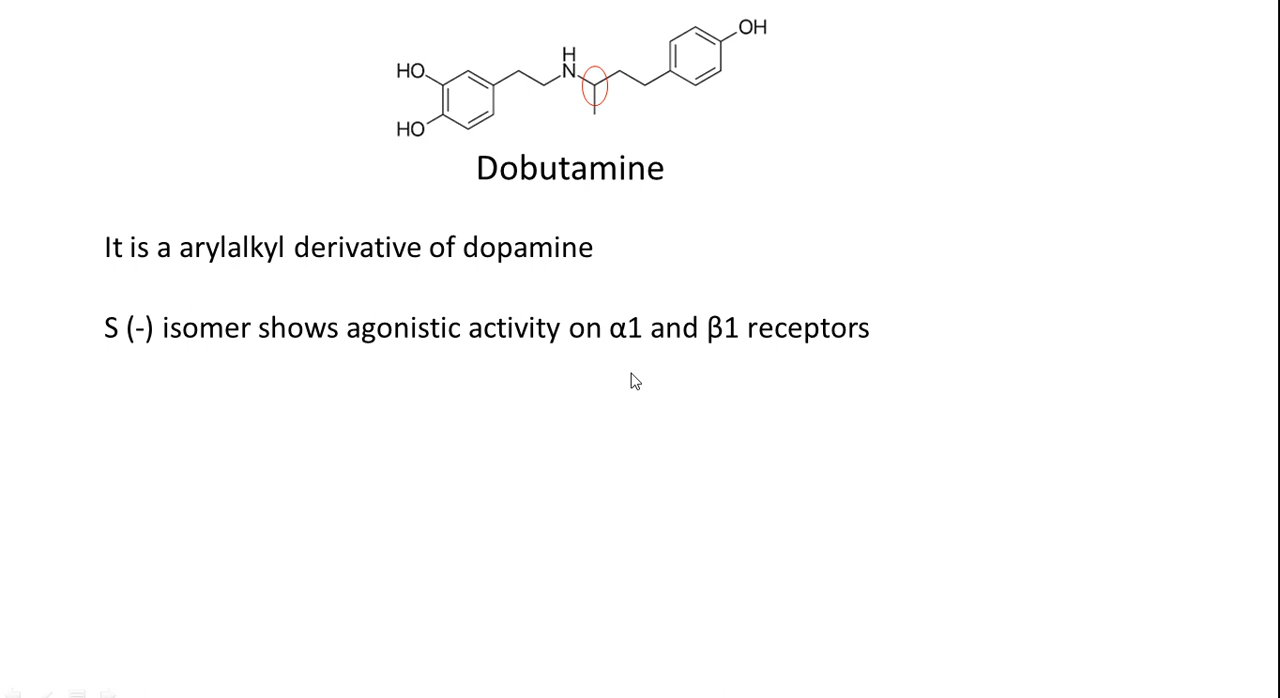 OH
H
N
HO
HO
Dobutamine
It is a arylalkyl derivative of dopamine
S (-) isomer shows agonistic activity on α1 and β1 receptors